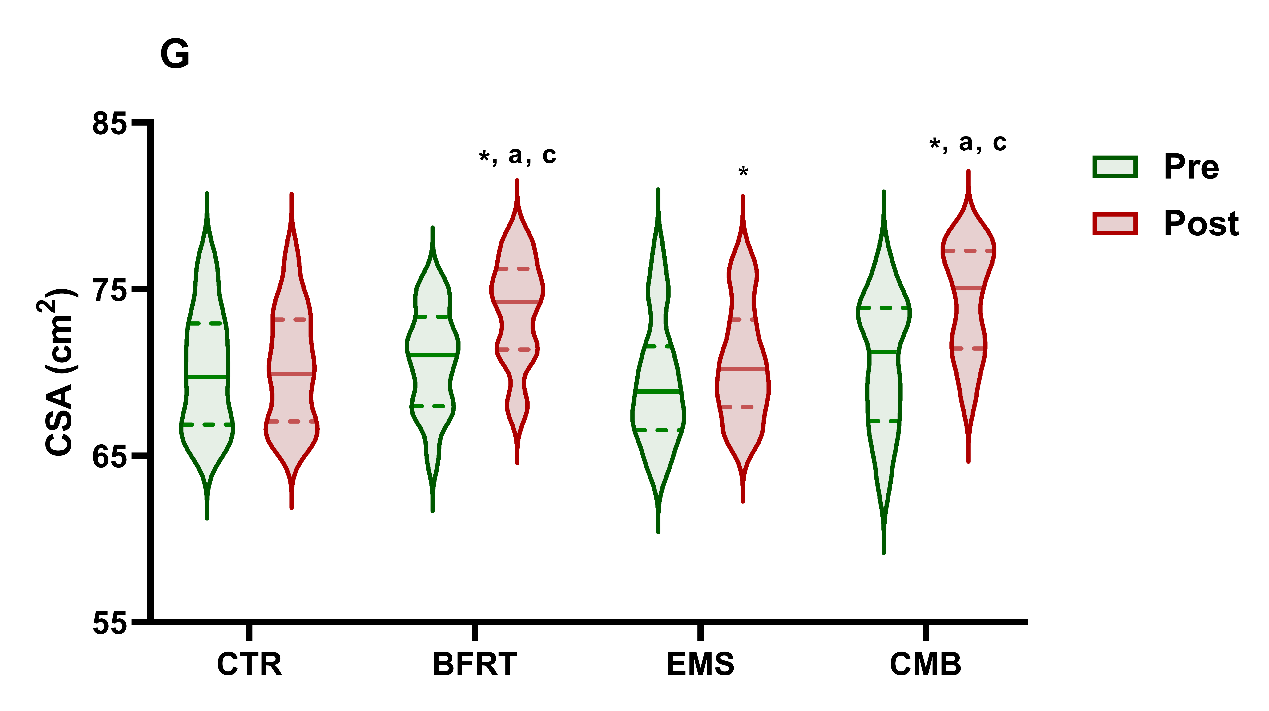 G
85
75
65
55
CSA (cm²)
*, a, c
*
*, a, c
CTR
BFRT
EMS
CMB
Pre
Post